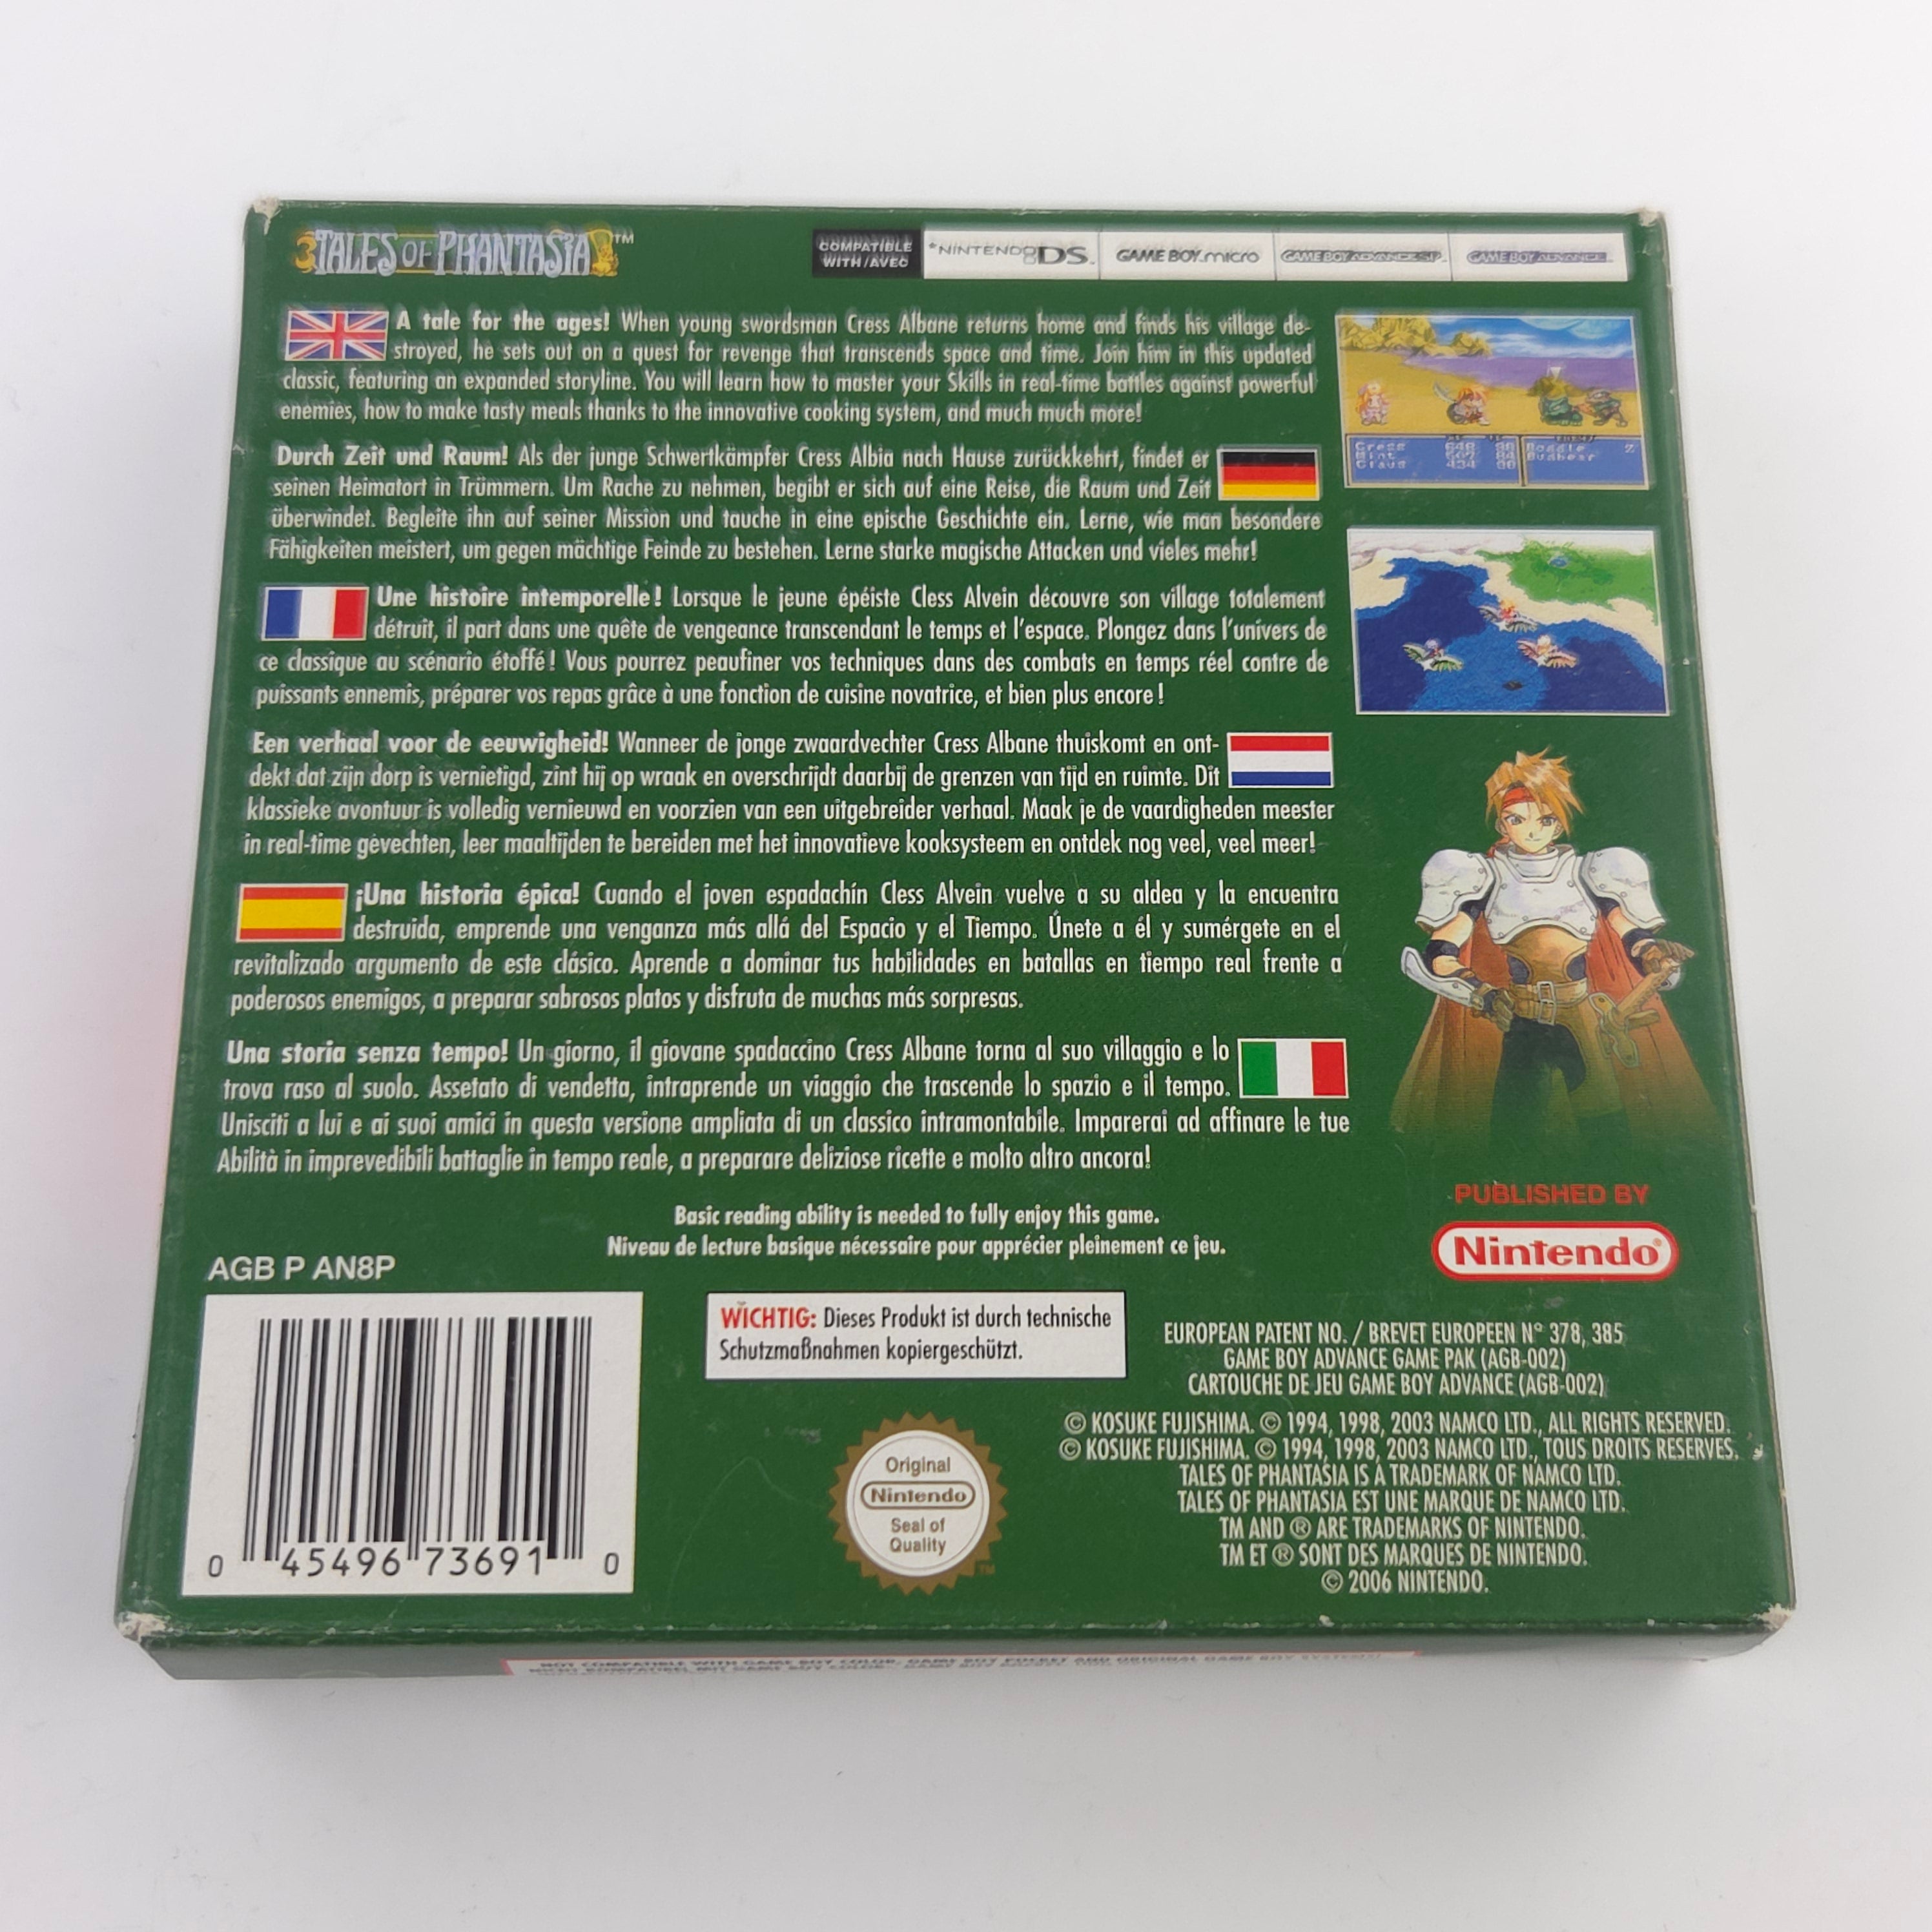 TALES OF PHANTASIA™
COMPATIBLE
WITH/AVEC
*NINTENDO DS™
GAME BOY micro
GAME BOY ADVANCE SP
GAME BOY ADVANCE
A tale for the ages! When young swordsman Cress Albane returns home and finds his village de-
stroyed, he sets out on a quest for revenge that transcends space and time. Join him in this updated
classic, featuring an expanded storyline. You will learn how to master your Skills in real-time battles against powerful
enemies, how to make tasty meals thanks to the innovative cooking system, and much much more!
Durch Zeit und Raum! Als der junge Schwertkämpfer Cress Albia nach Hause zurückkehrt, findet er
seinen Heimatort in Trümmern. Um Rache zu nehmen, begibt er sich auf eine Reise, die Raum und Zeit
überwindet. Begleite ihn auf seiner Mission und tauche in eine epische Geschichte ein. Lerne, wie man besondere
Fähigkeiten meistert, um gegen mächtige Feinde zu bestehen. Lerne starke magische Attacken und vieles mehr!
Une histoire intemporelle! Lorsque le jeune épéiste Cless Alvein découvre son village totalement
détruit, il part dans une quête de vengeance transcendant le temps et l'espace. Plongez dans l'univers de
ce classique au scénario étoffé! Vous pourrez peaufiner vos techniques dans des combats en temps réel contre de
puissants ennemis, préparer vos repas grâce à une fonction de cuisine novatrice, et bien plus encore!
Een verhaal voor de eeuwigheid! Wanneer de jonge zwaardvechter Cress Albane thuiskomt en ont-
dekt dat zijn dorp is vernietigd, zint hij op wraak en overschrijdt daarbij de grenzen van tijd en ruimte. Dit
klassieke avontuur is volledig vernieuwd en voorzien van een uitgebreider verhaal. Maak je de vaardigheden meester
in real-time gevechten, leer maaltijden te bereiden met het innovatieve kooksysteem en ontdek nog veel, veel meer!
¡Una historia épica! Cuando el joven espadachín Cless Alvein vuelve a su aldea y la encuentra
destruida, emprende una venganza más allá del Espacio y el Tiempo. Únete a él y sumérgete en el
revitalizado argumento de este clásico. Aprende a dominar tus habilidades en batallas en tiempo real frente a
poderosos enemigos, a preparar sabrosos platos y disfruta de muchas más sorpresas.
Una storia senza tempo! Un giorno, il giovane spadaccino Cress Albane torna al suo villaggio e lo
trova raso al suolo. Assetato di vendetta, intraprende un viaggio che trascende lo spazio e il tempo.
Unisciti a lui e ai suoi amici in questa versione ampliata di un classico intramontabile. Imparerai ad affinare le tue
Abilità in imprevedibili battaglie in tempo reale, a preparare deliziose ricette e molto altro ancora!
Cress 
Mint 
Claus 
Boggle 2
Bugbear
Basic reading ability is needed to fully enjoy this game.
Niveau de lecture basique nécessaire pour apprécier pleinement ce jeu.
PUBLISHED BY
Nintendo®
AGB P AN8P
0 45496 73691 0
WICHTIG: Dieses Produkt ist durch technische
Schutzmaßnahmen kopiergeschützt.
Original
Nintendo
Seal of
Quality
TM
EUROPEAN PATENT NO. / BREVET EUROPEEN N° 378, 385
GAME BOY ADVANCE GAME PAK (AGB-002)
CARTOUCHE DE JEU GAME BOY ADVANCE (AGB-002)
© KOSUKE FUJISHIMA. © 1994, 1998, 2003 NAMCO LTD., ALL RIGHTS RESERVED.
© KOSUKE FUJISHIMA. © 1994, 1998, 2003 NAMCO LTD., TOUS DROITS RESERVES.
TALES OF PHANTASIA IS A TRADEMARK OF NAMCO LTD.
TALES OF PHANTASIA EST UNE MARQUE DE NAMCO LTD.
TM AND ® ARE TRADEMARKS OF NINTENDO.
TM ET ® SONT DES MARQUES DE NINTENDO.
© 2006 NINTENDO.
NOT COMPATIBLE WITH GAME BOY COLOR, GAME BOY POCKET AND ORIGINAL GAME BOY SYSTEMS!